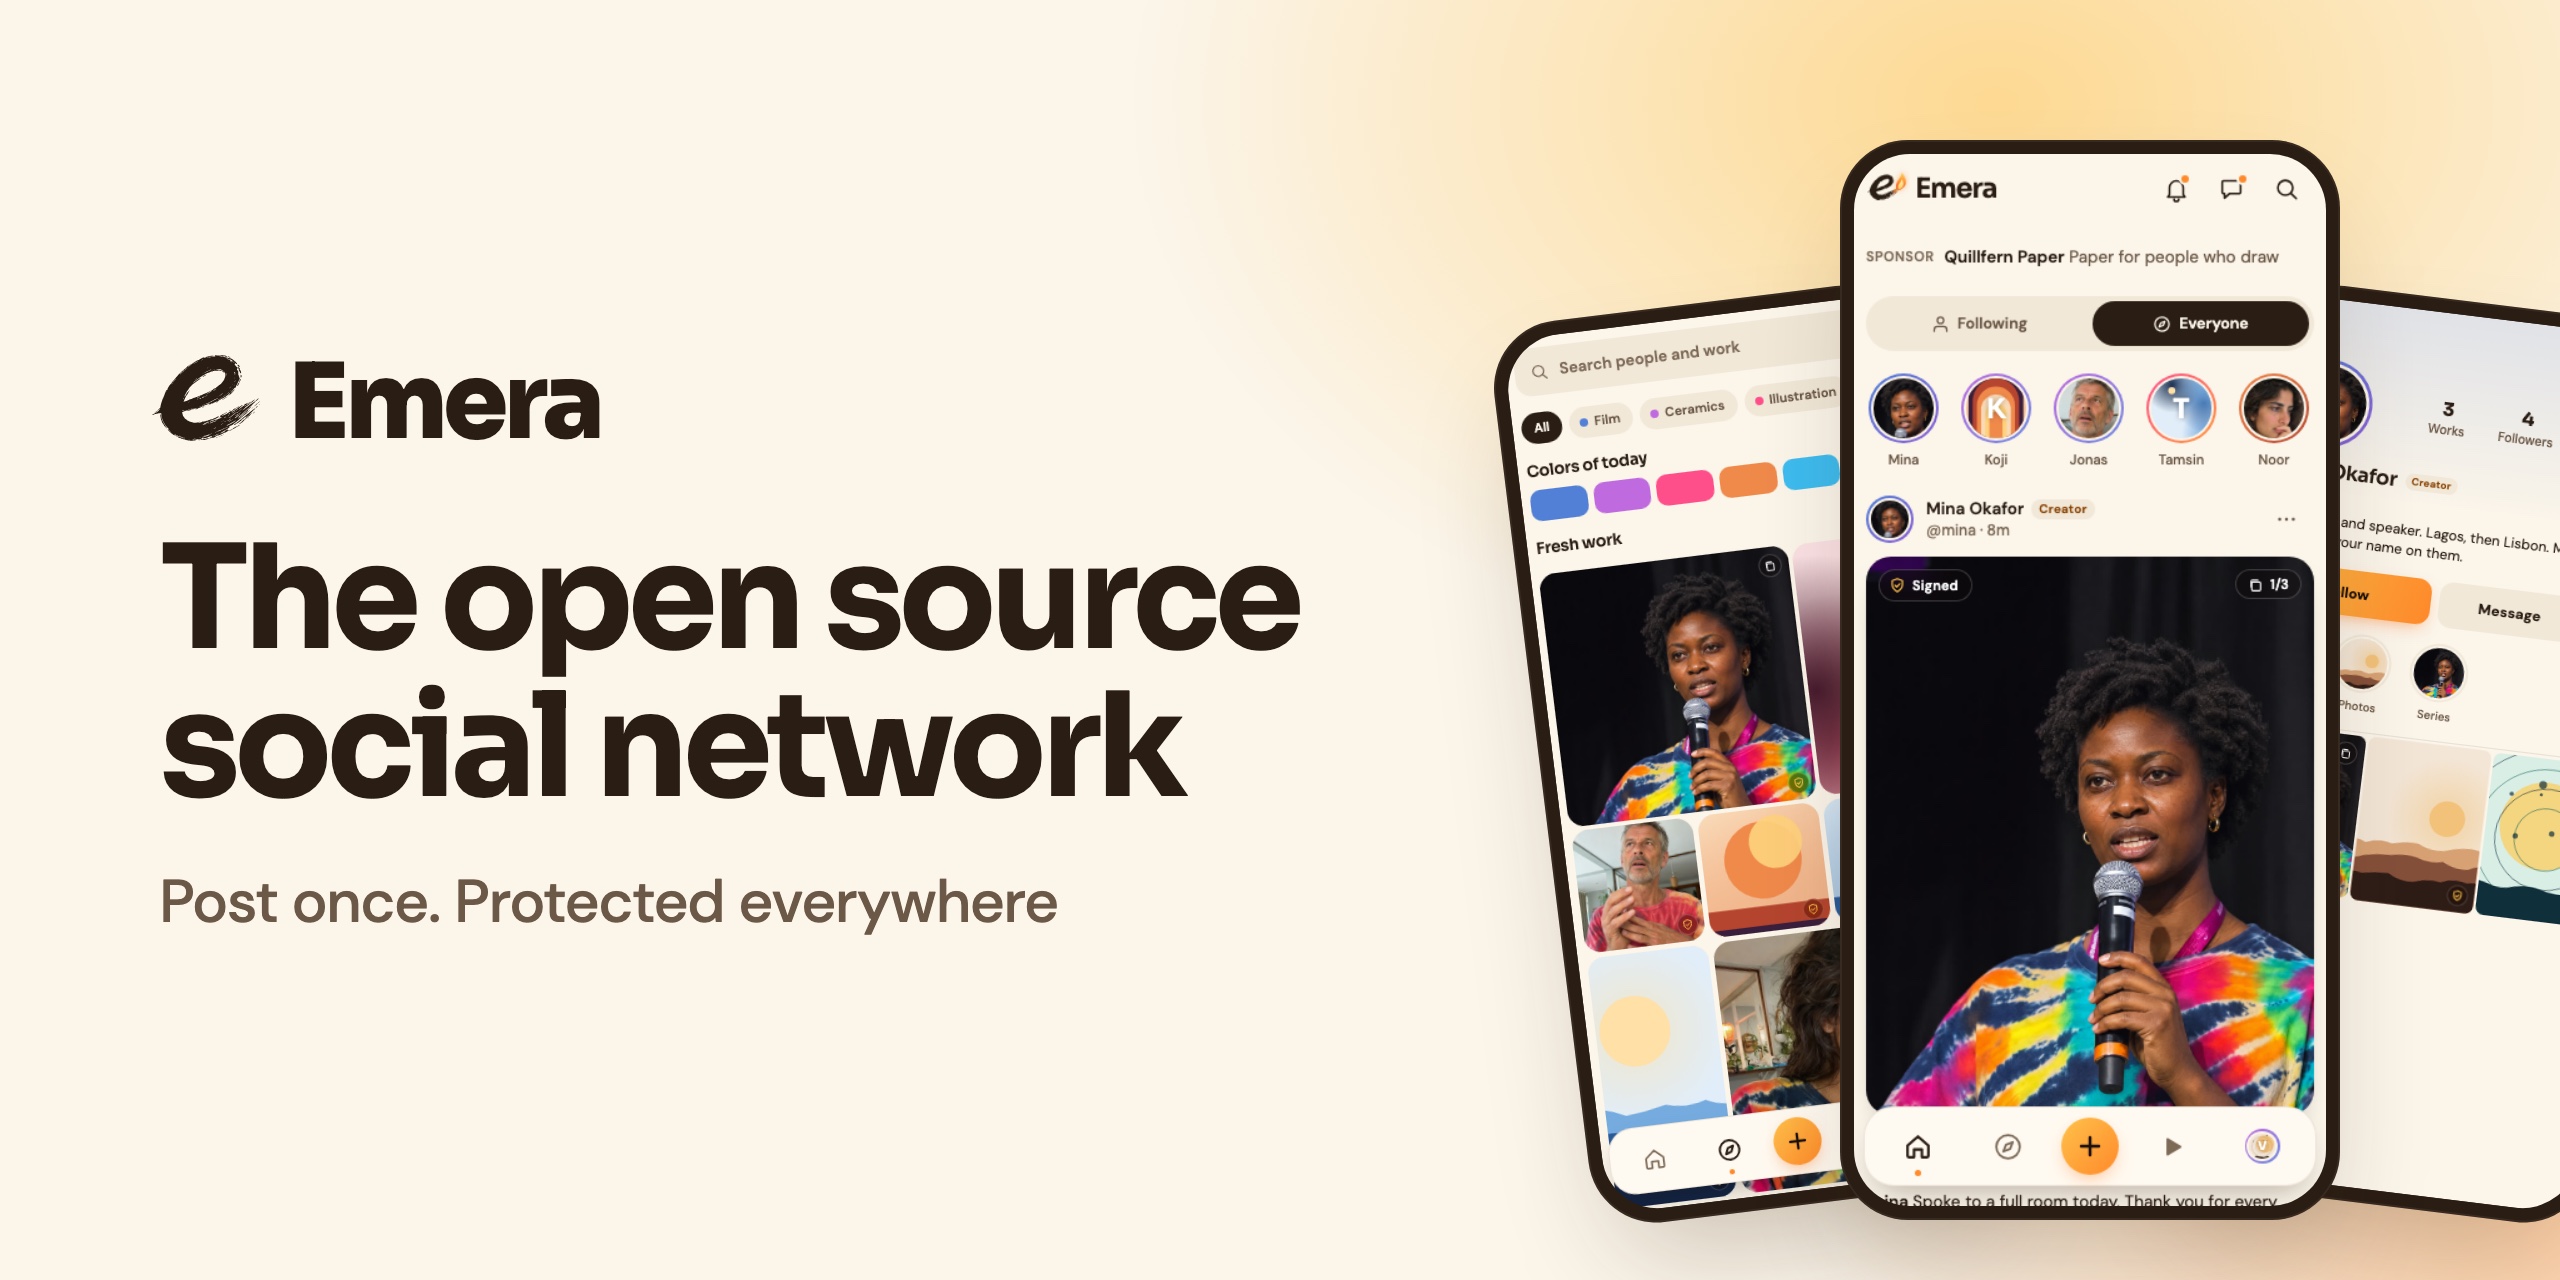 Emera
The open source
social network
Post once. Protected everywhere
Search people and work
All
Film
Ceramics
Illustration
Colors of today
Fresh work
Emera
SPONSOR Quillfern Paper Paper for people who draw
Following
Everyone
K
T
Mina
Koji
Jonas
Tamsin
Noor
Mina Okafor Creator
@mina · 8m
Signed
1/3
Spoke to a full room today. Thank you for every
3
Works
4
Followers
Okafor Creator
and speaker. Lagos, then Lisbon.
your name on them.
Message
Photos
Series